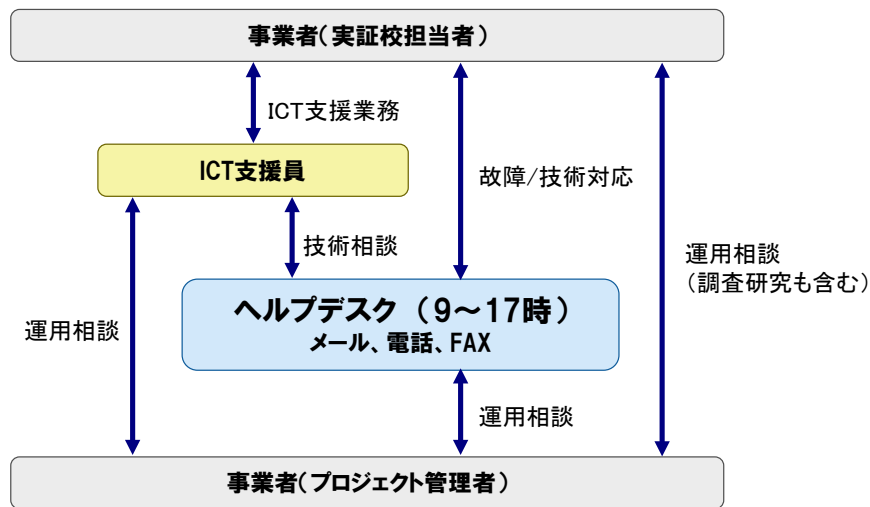 事業者(実証校担当者)
ICT支援業務
ICT支援員
故障/技術対応
技術相談
運用相談
(調査研究も含む)
ヘルプデスク (9～17時)
メール、電話、FAX
運用相談
運用相談
事業者(プロジェクト管理者)